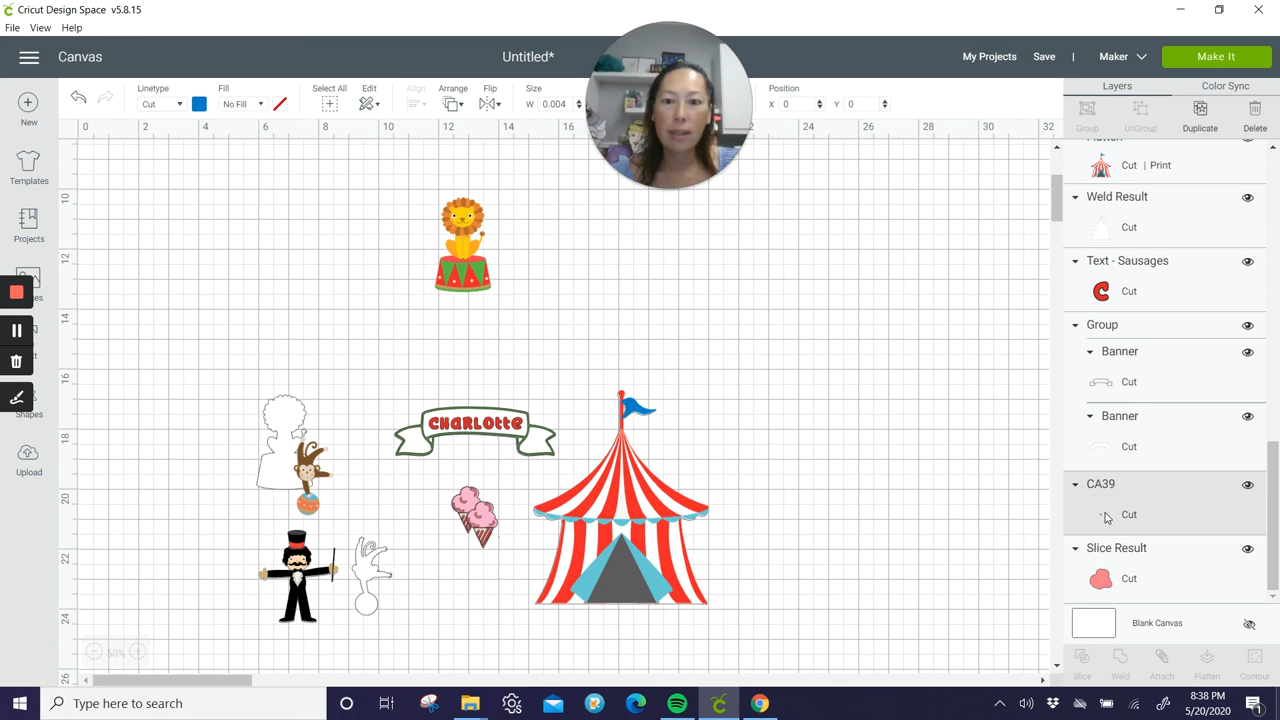 Cricut Design Space v5.8.15
File View Help
Canvas
Untitled*
My Projects Save | Maker Make It
Linetype Fill Select All Edit Align Arrange Flip Size Position
Cut No Fill W 0.004 X 0 Y 0
Layers Color Sync
Group UnGroup Duplicate Delete
New
Templates
Projects
Shapes
Upload
0 2 4 6 8 10 12 14 16 22 24 26 28 30 32
10
12
14
16
18
20
22
24
26
CHARLOTTE
50%
Cut | Print
Weld Result
Cut
Text - Sausages
C
Cut
Group
Banner
Cut
Banner
Cut
CA39
Cut
Slice Result
Cut
Blank Canvas
Slice Weld Attach Flatten Contour
Type here to search
8:38 PM
5/20/2020